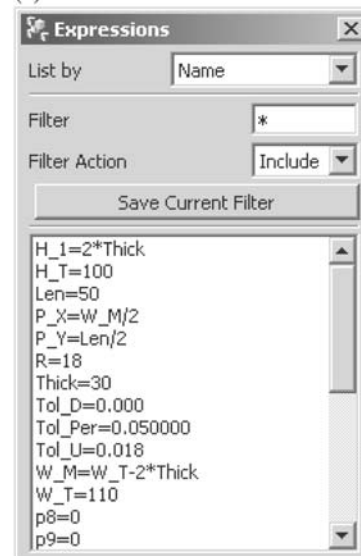 Expressions
List by Name
Filter *
Filter Action Include
Save Current Filter
H_1=2*Thick
H_T=100
Len=50
P_X=W_M/2
P_Y=Len/2
R=18
Thick=30
Tol_D=0.000
Tol_Per=0.050000
Tol_U=0.018
W_M=W_T-2*Thick
W_T=110
p8=0
p9=0